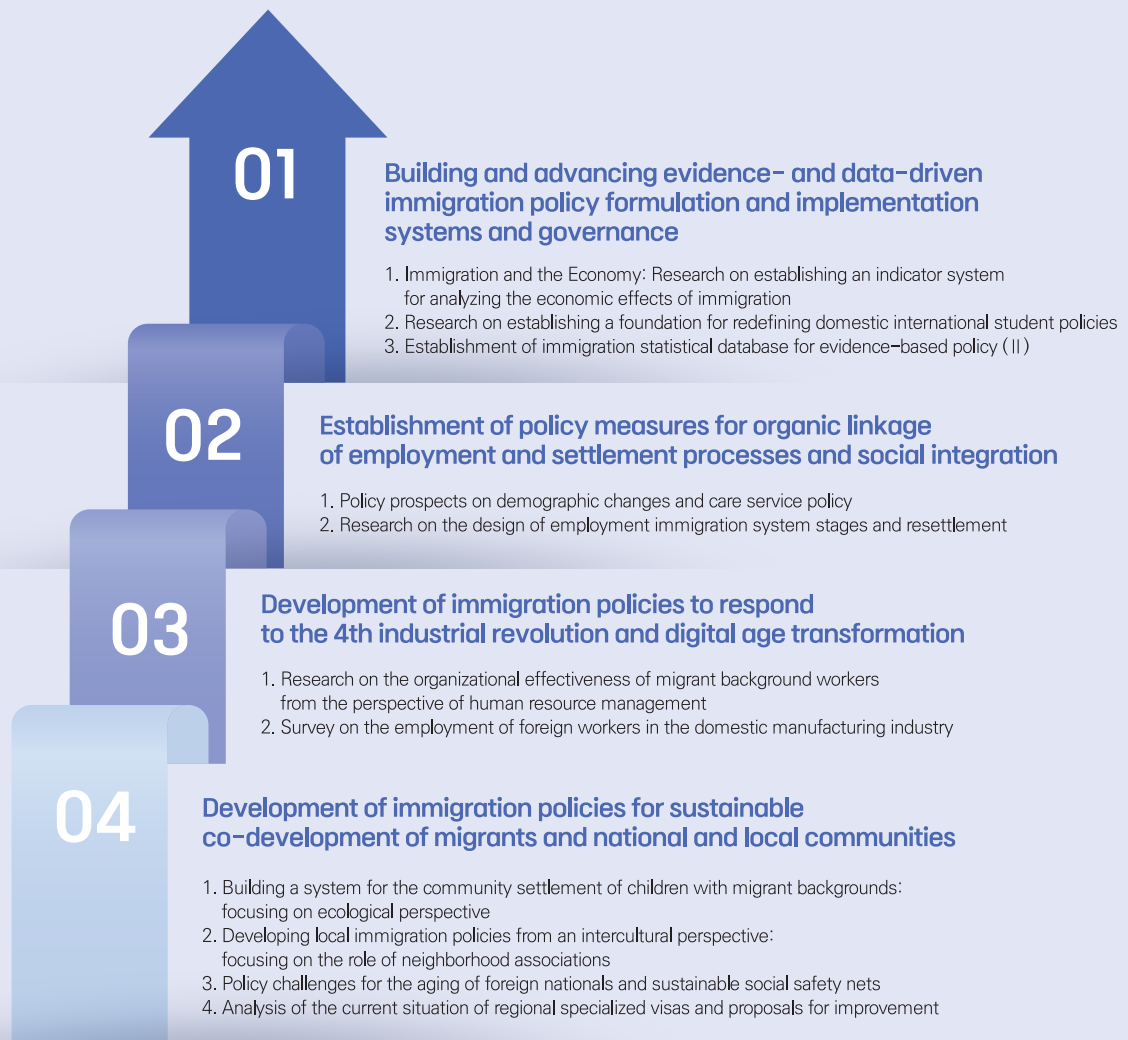 01
Building and advancing evidence- and data-driven
immigration policy formulation and implementation
systems and governance
1. Immigration and the Economy: Research on establishing an indicator system
for analyzing the economic effects of immigration
2. Research on establishing a foundation for redefining domestic international student policies
3. Establishment of immigration statistical database for evidence-based policy (Ⅱ)
02
Establishment of policy measures for organic linkage
of employment and settlement processes and social integration
1. Policy prospects on demographic changes and care service policy
2. Research on the design of employment immigration system stages and resettlement
03
Development of immigration policies to respond
to the 4th industrial revolution and digital age transformation
1. Research on the organizational effectiveness of migrant background workers
from the perspective of human resource management
2. Survey on the employment of foreign workers in the domestic manufacturing industry
04
Development of immigration policies for sustainable
co-development of migrants and national and local communities
1. Building a system for the community settlement of children with migrant backgrounds:
focusing on ecological perspective
2. Developing local immigration policies from an intercultural perspective:
focusing on the role of neighborhood associations
3. Policy challenges for the aging of foreign nationals and sustainable social safety nets
4. Analysis of the current situation of regional specialized visas and proposals for improvement